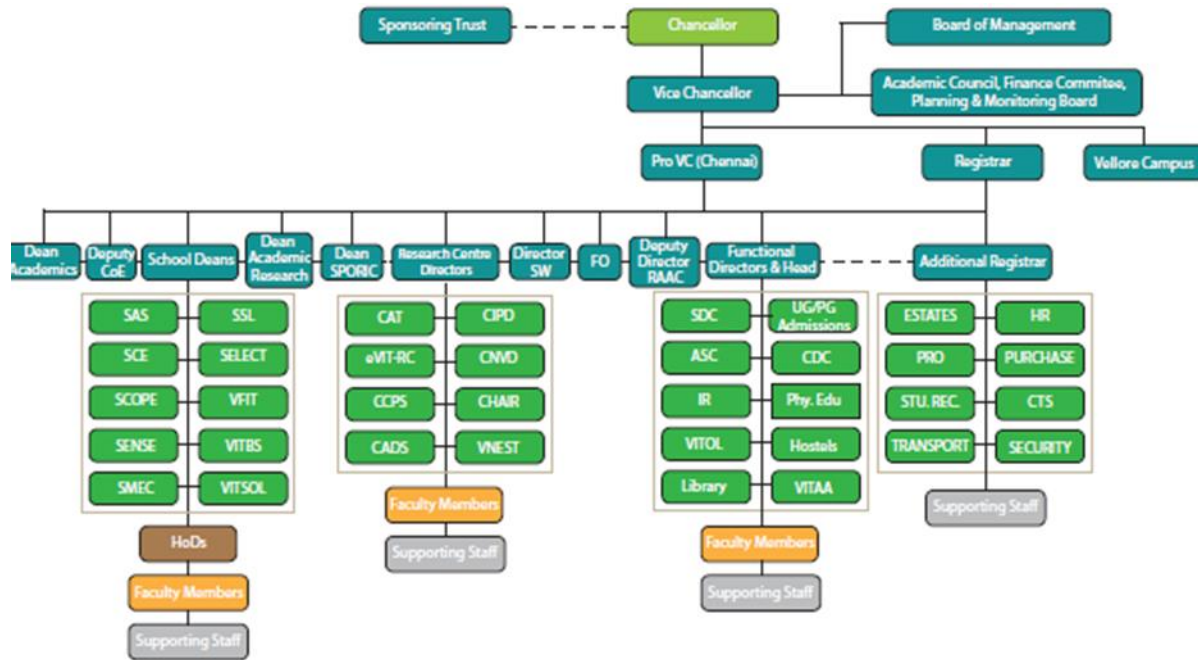 Sponsoring Trust
Chancellor
Board of Management
Vice Chancellor
Academic Council, Finance Commitee,
Planning & Monitoring Board
Pro VC (Chennai)
Registrar
Vellore Campus
Dean
Academics
Deputy
CoE
School Deans
Dean
Academic
Research
Dean
SPORIC
Research Centre
Directors
Director
SW
FO
Deputy
Director
RAAC
Functional
Directors & Head
Additional Registrar
SAS
SSL
SCE
SELECT
SCOPE
VFIT
SENSE
VITBS
SMEC
VITSOL
HoDs
Faculty Members
Supporting Staff
CAT
CIPD
eVIT-RC
CNVD
CCPS
CHAIR
CADS
VNEST
Faculty Members
Supporting Staff
SDC
UG/PG
Admissions
ASC
CDC
IR
Phy. Edu
VITOL
Hostels
Library
VITAA
Faculty Members
Supporting Staff
ESTATES
HR
PRO
PURCHASE
STU. REC.
CTS
TRANSPORT
SECURITY
Supporting Staff